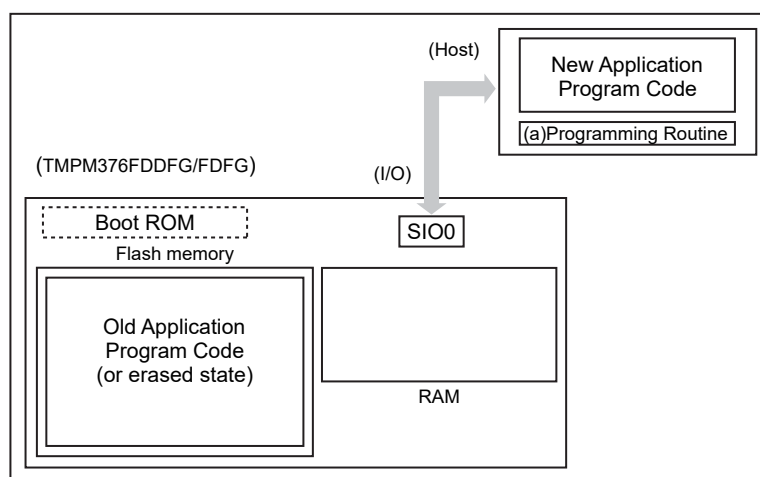 (Host)
New Application
Program Code
(a)Programming Routine
(TMPM376FDDFG/FDFG)
(I/O)
Boot ROM
SIO0
Flash memory
Old Application
Program Code
(or erased state)
RAM